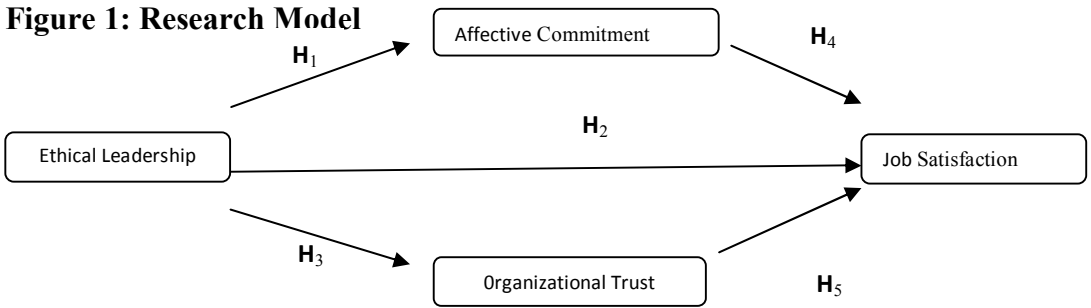 Figure 1: Research Model
Affective Commitment
H1
H4
H2
Ethical Leadership
Job Satisfaction
H3
0rganizational Trust
H5